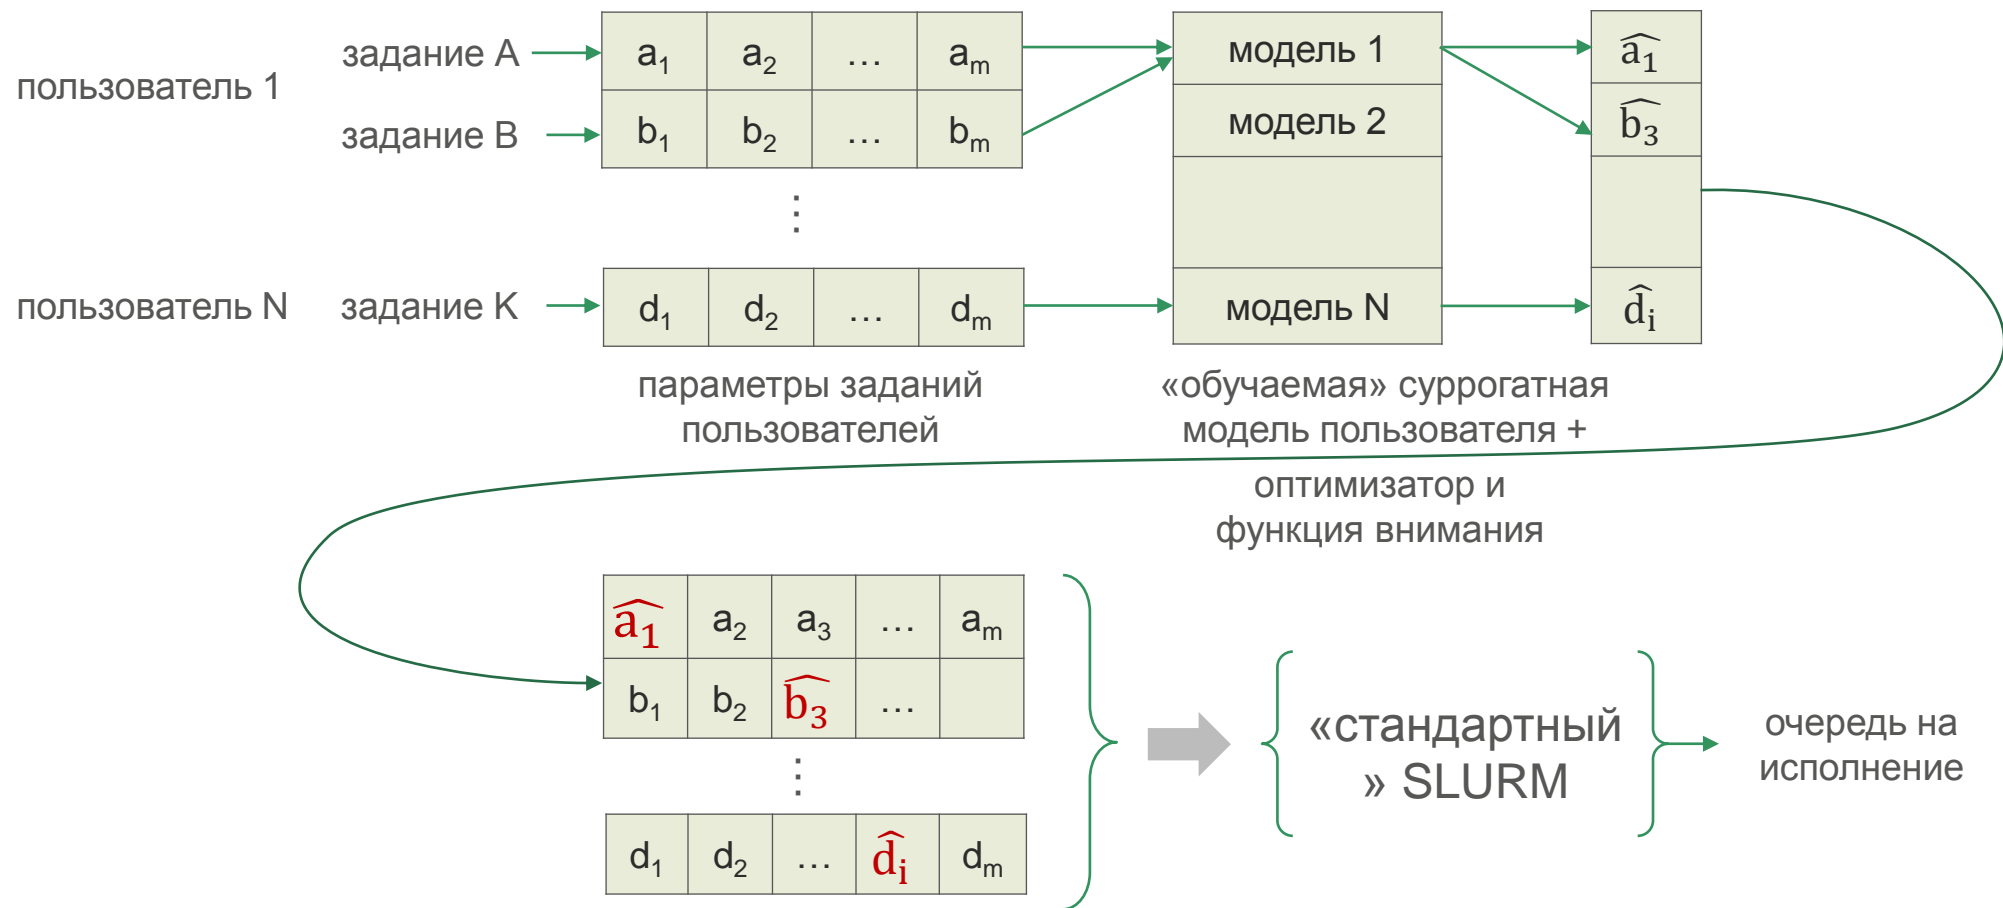 пользователь 1
задание A
a₁ a₂ … aₘ
задание B
b₁ b₂ … bₘ
⋮
пользователь N
задание K
d₁ d₂ … dₘ
параметры заданий
пользователей
модель 1
модель 2
модель N
«обучаемая» суррогатная
модель пользователя +
оптимизатор и
функция внимания
â₁
b̂₃
d̂ᵢ
â₁ a₂ a₃ … aₘ
b₁ b₂ b̂₃ …
⋮
d₁ d₂ … d̂ᵢ dₘ
«стандартный
» SLURM
очередь на
исполнение